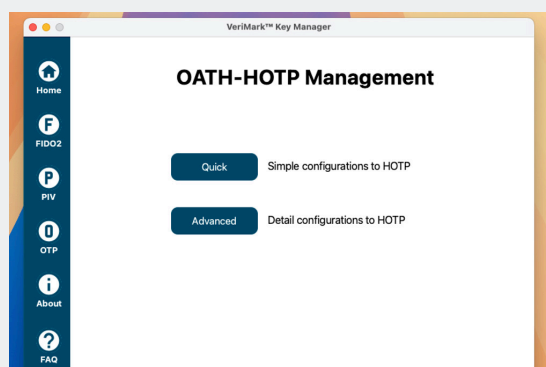 VeriMark™ Key Manager
Home
FIDO2
PIV
OTP
About
FAQ
OATH-HOTP Management
Quick
Simple configurations to HOTP
Advanced
Detail configurations to HOTP